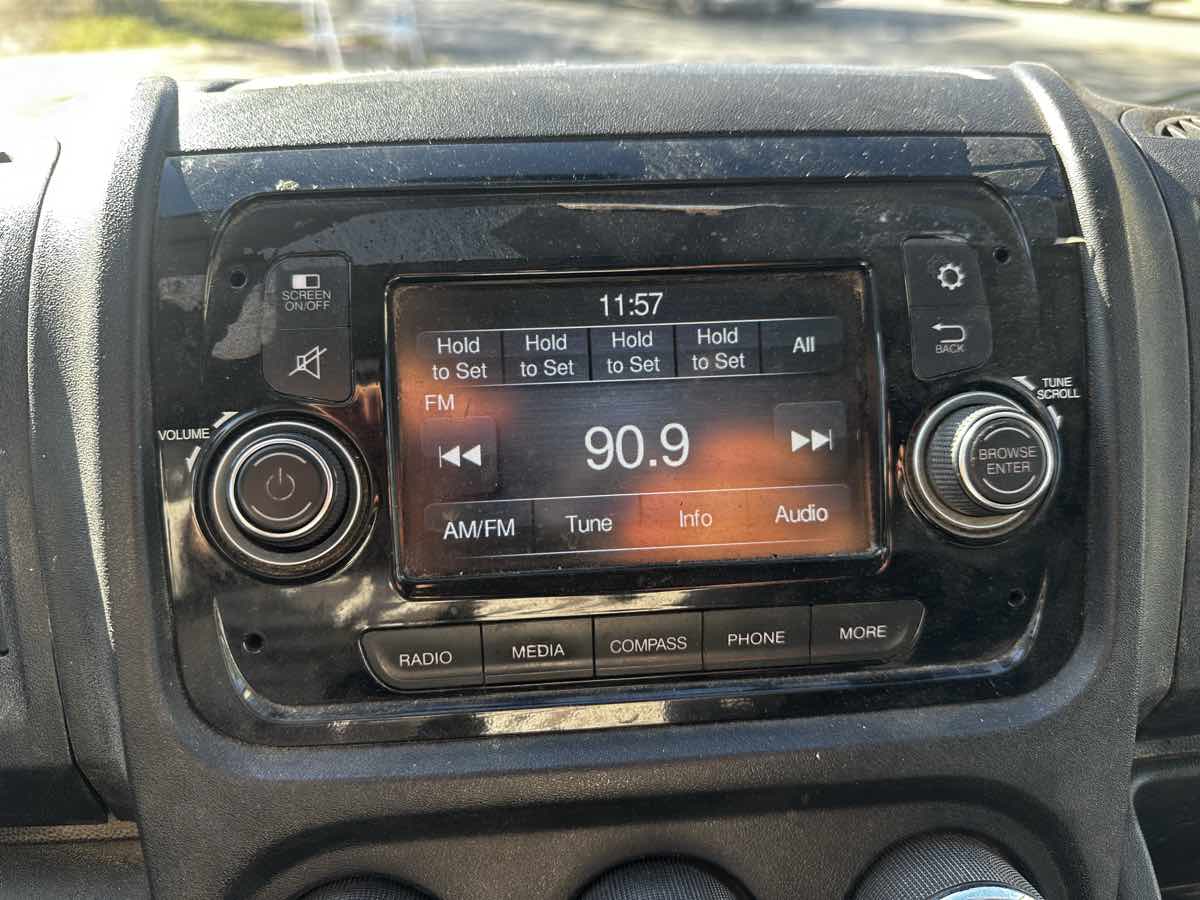 11:57
SCREEN
ON/OFF
Hold
to Set
Hold
to Set
Hold
to Set
Hold
to Set
All
BACK
FM
TUNE
SCROLL
VOLUME
90.9
BROWSE
ENTER
AM/FM
Tune
Info
Audio
RADIO
MEDIA
COMPASS
PHONE
MORE